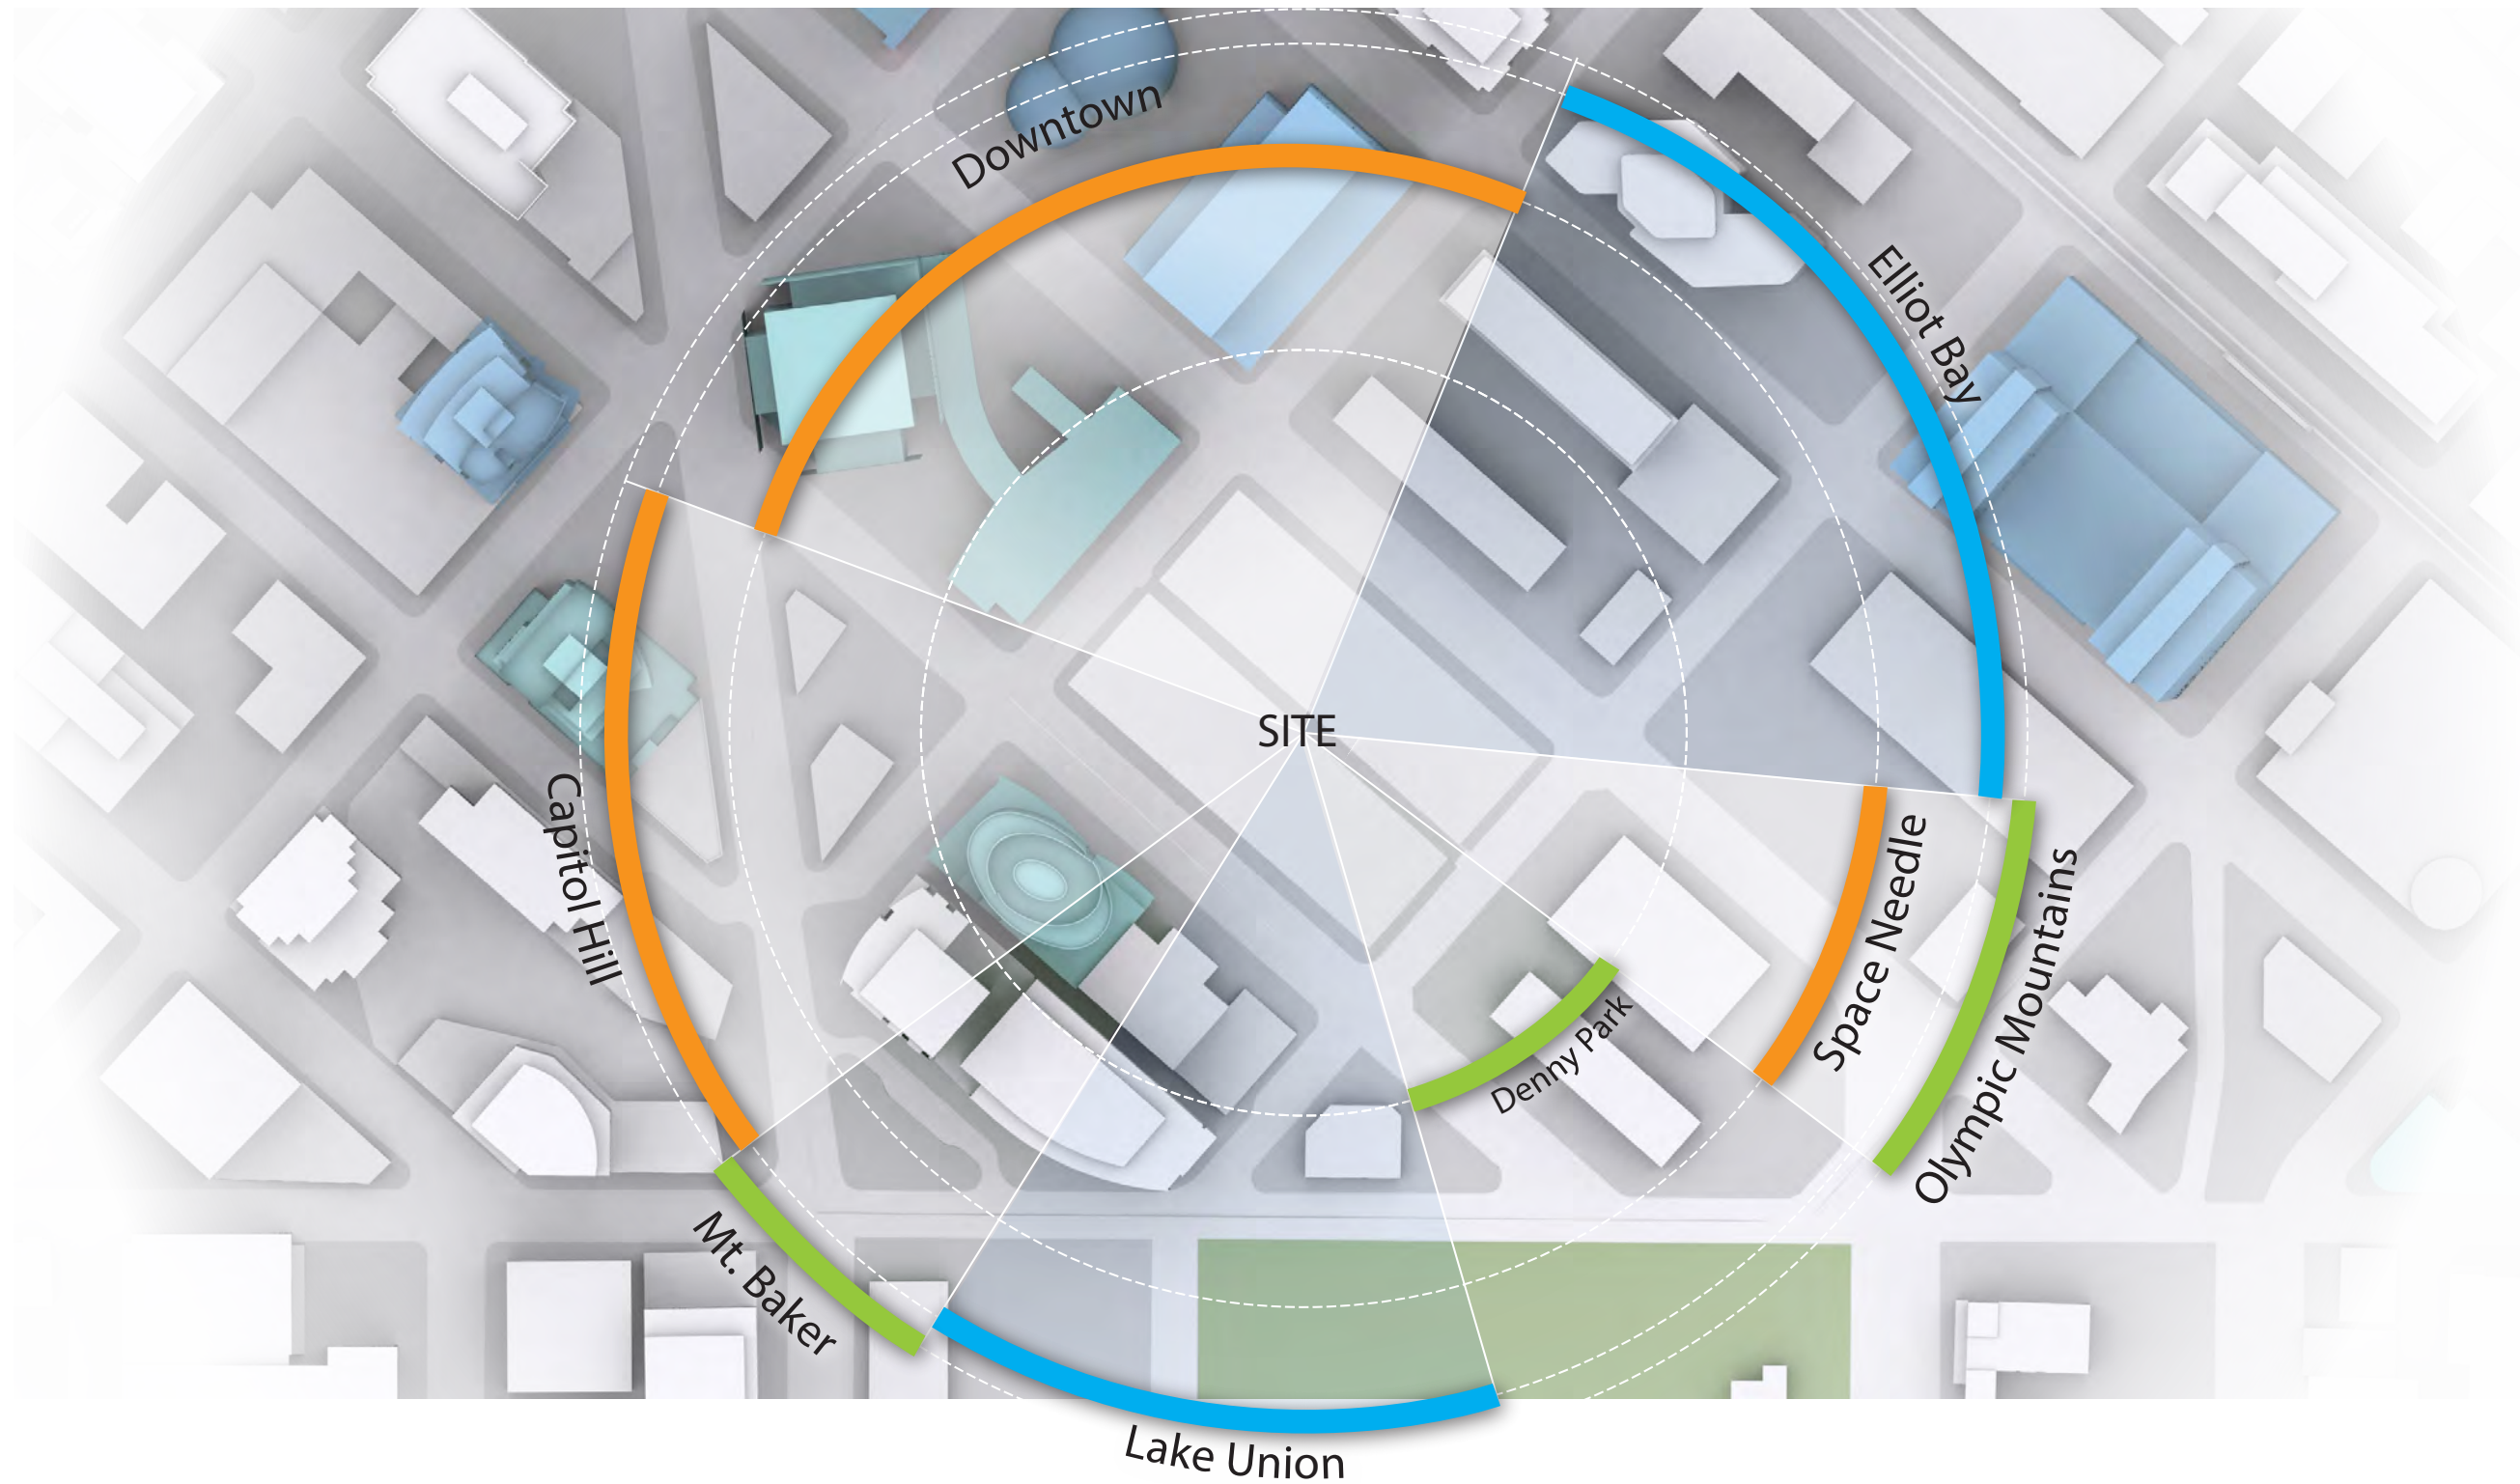 Downtown
Elliot Bay
SITE
Capitol Hill
Space Needle
Olympic Mountains
Denny Park
Mt. Baker
Lake Union